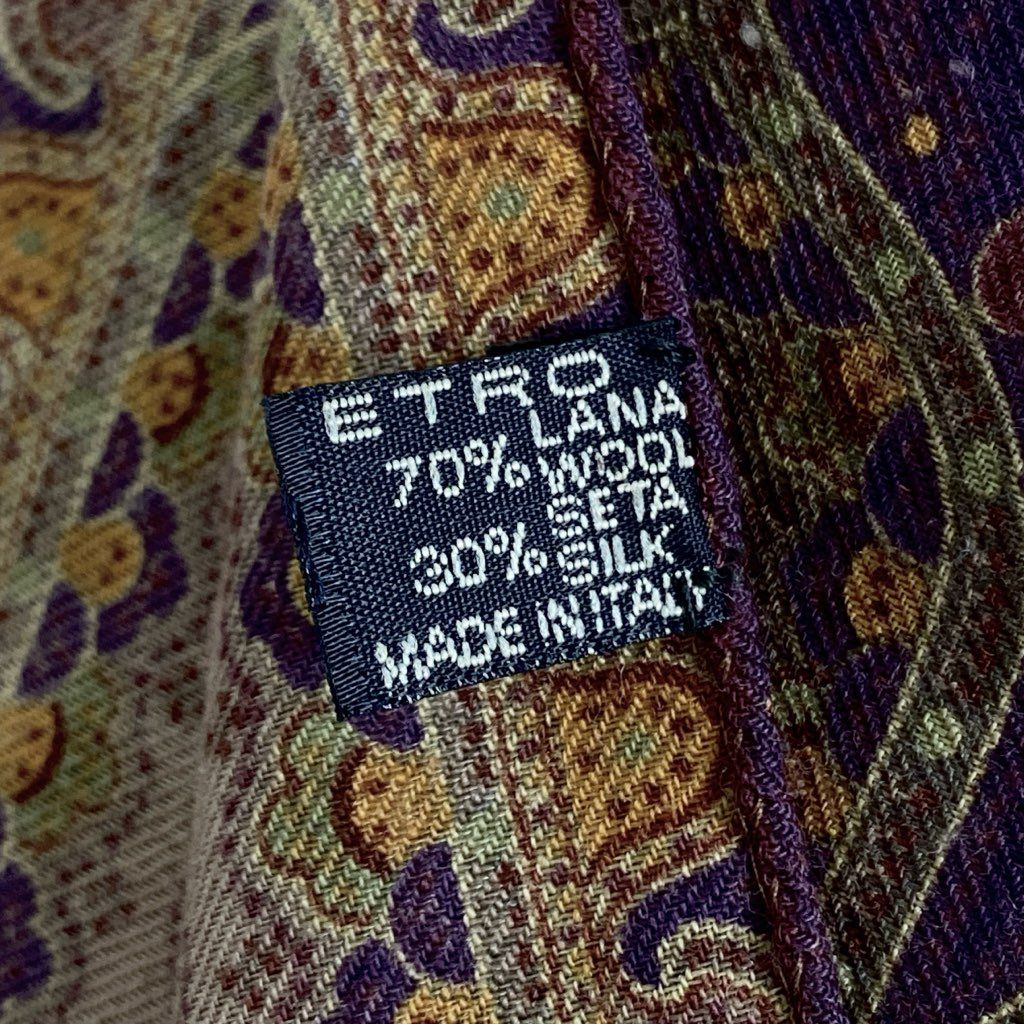 ETRO
70% LANA
WOOL
30% SETA
SILK
MADE IN ITALY